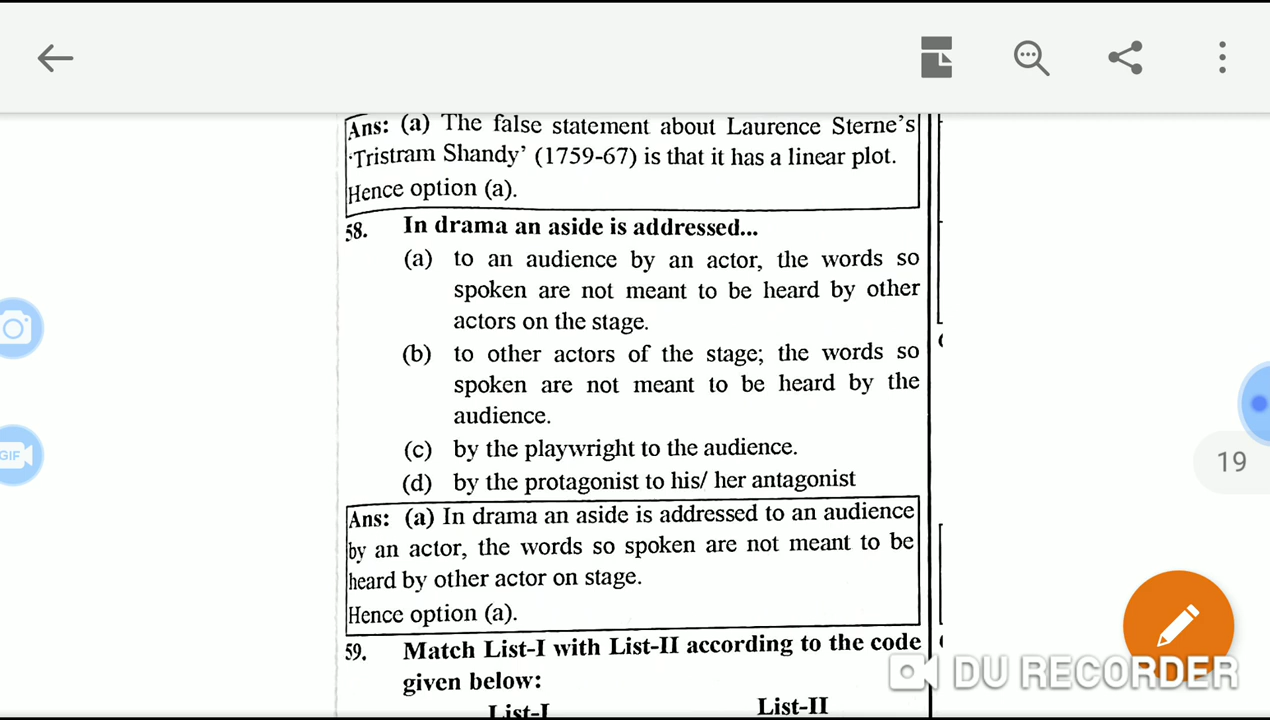 Ans: (a) The false statement about Laurence Sterne's
'Tristram Shandy' (1759-67) is that it has a linear plot.
Hence option (a).
58. In drama an aside is addressed...
(a) to an audience by an actor, the words so
spoken are not meant to be heard by other
actors on the stage.
(b) to other actors of the stage; the words so
spoken are not meant to be heard by the
audience.
(c) by the playwright to the audience.
(d) by the protagonist to his/ her antagonist
Ans: (a) In drama an aside is addressed to an audience
by an actor, the words so spoken are not meant to be
heard by other actor on stage.
Hence option (a).
59. Match List-I with List-II according to the code
given below:
List-I List-II
GIF
19
DU RECORDER